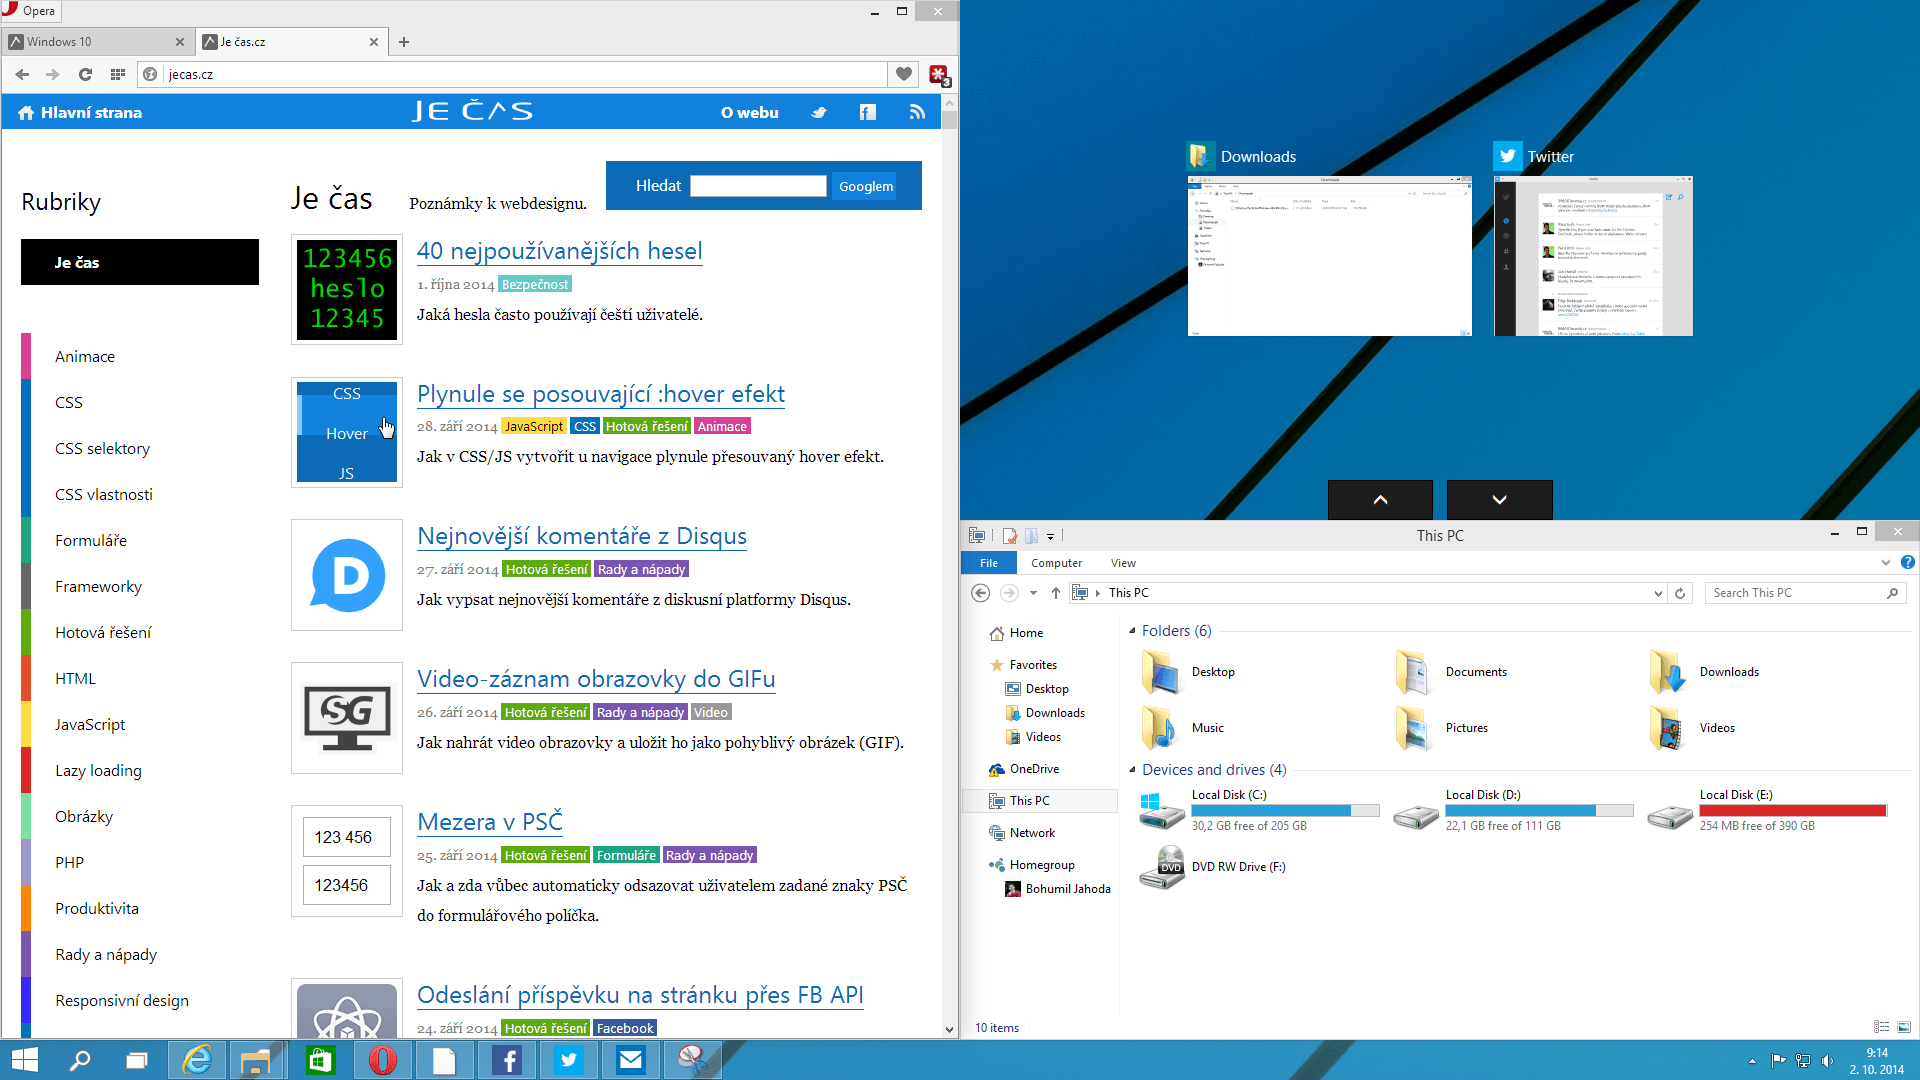 Opera
Windows 10
Je čas.cz
jecas.cz
3
Hlavní strana
JE ČAS
O webu
Rubriky
Je čas
Animace
CSS
CSS selektory
CSS vlastnosti
Formuláře
Frameworky
Hotová řešení
HTML
JavaScript
Lazy loading
Obrázky
PHP
Produktivita
Rady a nápady
Responsivní design
Je čas
Poznámky k webdesignu.
Hledat
Googlem
123456
heslo
12345
40 nejpoužívanějších hesel
1. října 2014 Bezpečnost
Jaká hesla často používají čeští uživatelé.
CSS
Hover
JS
Plynule se posouvající :hover efekt
28. září 2014 JavaScript CSS Hotová řešení Animace
Jak v CSS/JS vytvořit u navigace plynule přesouvaný hover efekt.
D
Nejnovější komentáře z Disqus
27. září 2014 Hotová řešení Rady a nápady
Jak vypsat nejnovější komentáře z diskusní platformy Disqus.
SG
Video-záznam obrazovky do GIFu
26. září 2014 Hotová řešení Rady a nápady Video
Jak nahrát video obrazovky a uložit ho jako pohyblivý obrázek (GIF).
123 456
123456
Mezera v PSČ
25. září 2014 Hotová řešení Formuláře Rady a nápady
Jak a zda vůbec automaticky odsazovat uživatelem zadané znaky PSČ
do formulářového políčka.
Odeslání příspěvku na stránku přes FB API
24. září 2014 Hotová řešení Facebook
Downloads
Twitter
This PC
File
Computer
View
This PC
Search This PC
Home
Favorites
Desktop
Downloads
Videos
OneDrive
This PC
Network
Homegroup
Bohumil Jahoda
Folders (6)
Desktop
Documents
Downloads
Music
Pictures
Videos
Devices and drives (4)
Local Disk (C:)
30,2 GB free of 205 GB
Local Disk (D:)
22,1 GB free of 111 GB
Local Disk (E:)
254 MB free of 390 GB
DVD
DVD RW Drive (F:)
10 items
9:14
2. 10. 2014